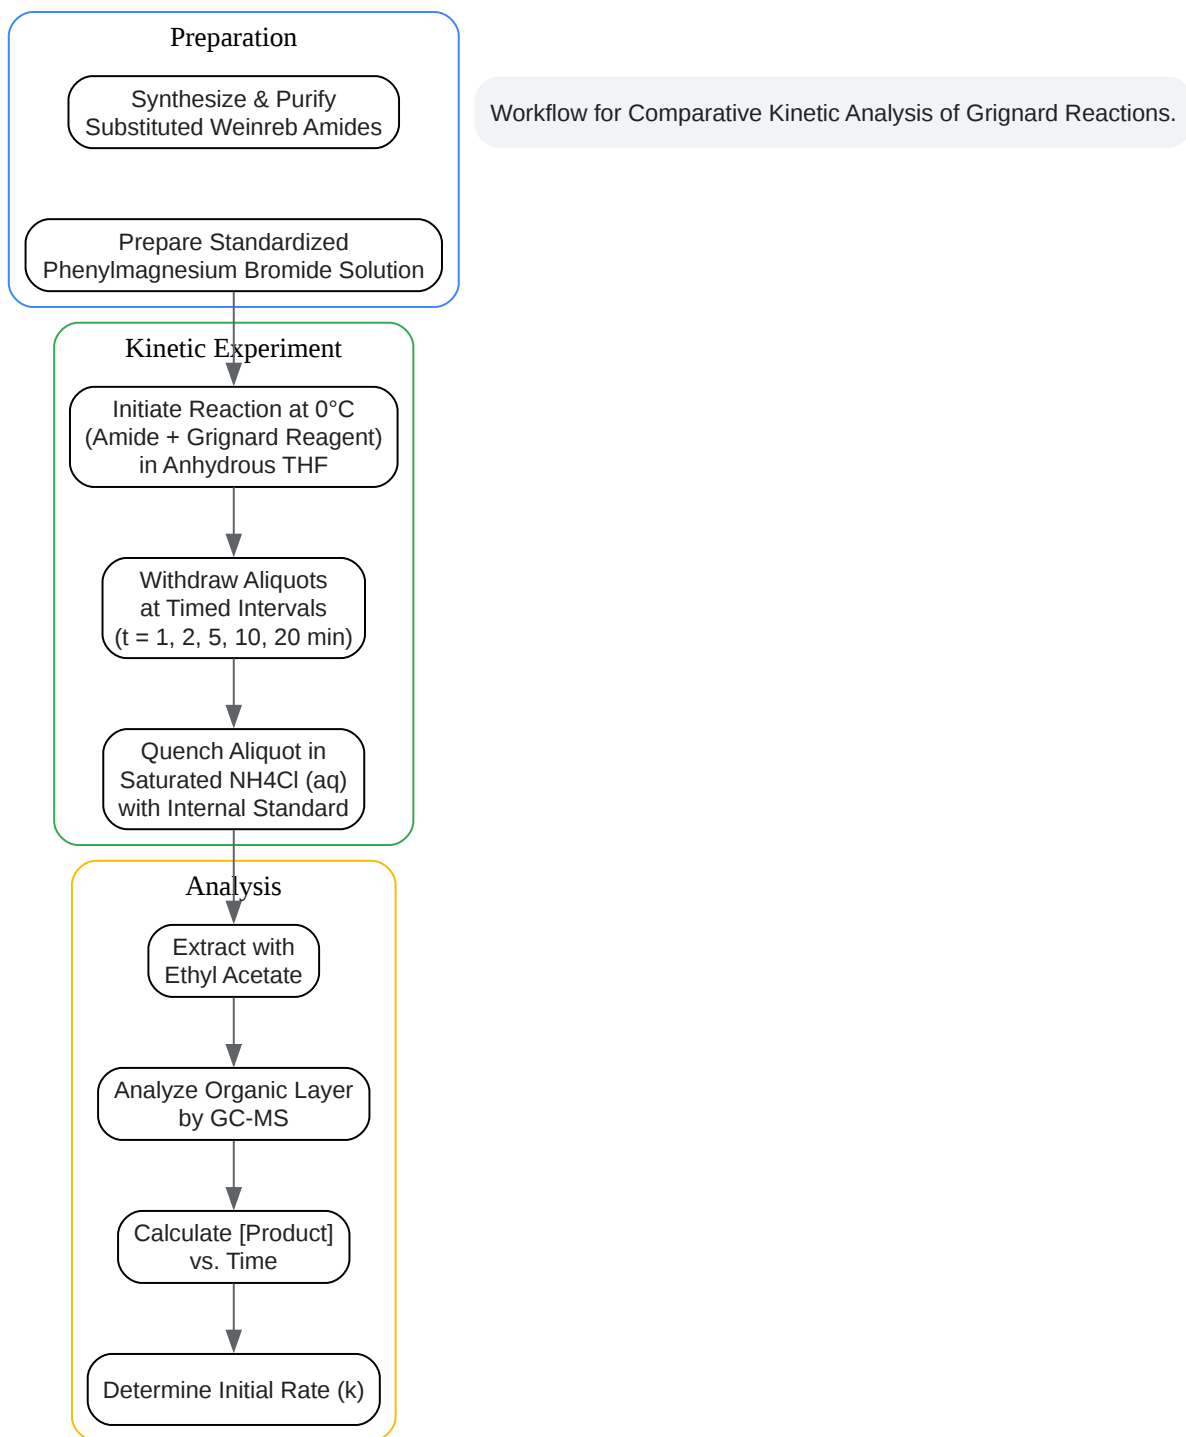 Preparation
Synthesize & Purify
Substituted Weinreb Amides
Workflow for Comparative Kinetic Analysis of Grignard Reactions.
Prepare Standardized
Phenylmagnesium Bromide Solution
Kinetic Experiment
Initiate Reaction at 0°C
(Amide + Grignard Reagent)
in Anhydrous THF
Withdraw Aliquots
at Timed Intervals
(t = 1, 2, 5, 10, 20 min)
Quench Aliquot in
Saturated NH4Cl (aq)
with Internal Standard
Analysis
Extract with
Ethyl Acetate
Analyze Organic Layer
by GC-MS
Calculate [Product]
vs. Time
Determine Initial Rate (k)